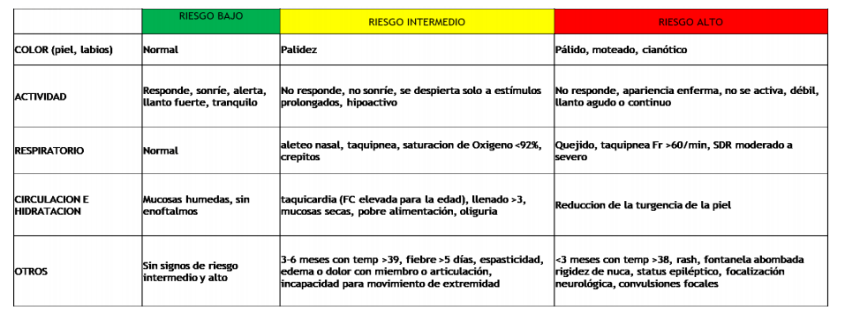 RIESGO BAJO
RIESGO INTERMEDIO
RIESGO ALTO
COLOR (piel, labios)
Normal
Palidez
Pálido, moteado, cianótico
ACTIVIDAD
Responde, sonríe, alerta,
llanto fuerte, tranquilo
No responde, no sonríe, se despierta solo a estímulos
prolongados, hipoactivo
No responde, apariencia enferma, no se activa, débil,
llanto agudo o continuo
RESPIRATORIO
Normal
aleteo nasal, taquipnea, saturacion de Oxigeno <92%,
crepitos
Quejido, taquipnea Fr >60/min, SDR moderado a
severo
CIRCULACION E
HIDRATACION
Mucosas humedas, sin
enoftalmos
taquicardia (FC elevada para la edad), llenado >3,
mucosas secas, pobre alimentación, oliguria
Reduccion de la turgencia de la piel
OTROS
Sin signos de riesgo
intermedio y alto
3-6 meses con temp >39, fiebre >5 días, espasticidad,
edema o dolor con miembro o articulación,
incapacidad para movimiento de extremidad
<3 meses con temp >38, rash, fontanela abombada
rigidez de nuca, status epiléptico, focalización
neurológica, convulsiones focales